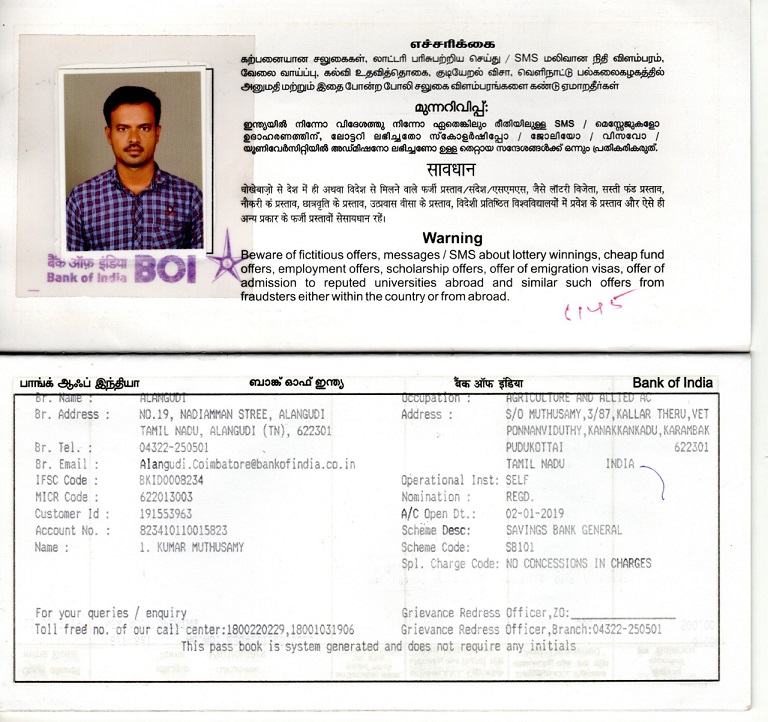 எச்சரிக்கை
கற்பனையான சலுகைகள், லாட்டரி பரிசுபற்றிய செய்து / SMS மலிவான நிதி விளம்பரம்,
வேலை வாய்ப்பு, கல்வி உதவித்தொகை, குடியேறல் விசா, வெளிநாட்டு பல்கலைகழகத்தில்
அனுமதி மற்றும் இதை போன்ற போலி சலுகை விளம்பரங்களை கண்டு ஏமாறதீர்கள்
മുന്നറിവിപ്പ്:
ഇന്ത്യയിൽ നിന്നോ വിദേശത്തു നിന്നോ ഏതെങ്കിലും രീതിയിലുള്ള SMS / മെസ്സേജുകളോ
ഉദാഹരണത്തിന്, ലോട്ടറി ലഭിച്ചതോ സ്കോളർഷിപ്പോ / ജോലിയോ / വിസവോ /
യൂണിവേർസിറ്റിയിൽ അഡ്മിഷനോ ലഭിച്ചണോ ഉള്ള തെറ്റായ സന്ദേശങ്ങൾക്ക് ഒന്നും പ്രതികരികരുത്.
सावधान
धोखेबाज़ो से देश में ही अथवा विदेश से मिलने वाले फर्जी प्रस्ताव/संदेश/एसएमएस, जैसे लॉटरी विजेता, सस्ती फंड प्रस्ताव,
नौकरी के प्रस्ताव, छात्रवृति के प्रस्ताव, उत्प्रवास वीसा के प्रस्ताव, विदेशी प्रतिष्ठित विश्वविद्यालयों में प्रवेश के प्रस्ताव और ऐसे ही
अन्य प्रकार के फर्जी प्रस्तावों सेसायधान रहें।
Warning
Beware of fictitious offers, messages / SMS about lottery winnings, cheap fund
offers, employment offers, scholarship offers, offer of emigration visas, offer of
admission to reputed universities abroad and similar such offers from
fraudsters either within the country or from abroad.
बैंक ऑफ़ इंडिया
Bank of India BOI
பாங்க் ஆஃப் இந்தியா ബാങ്ക് ഓഫ് ഇന്ത്യ बैंक ऑफ इंडिया Bank of India
Br. Name : ALANGUDI Occupation : AGRICULTURE AND ALLIED AC
Br. Address : NO.19, NADIAMMAN STREE, ALANGUDI Address : S/O MUTHUSAMY,3/87,KALLAR THERU,VET
TAMIL NADU, ALANGUDI (TN), 622301 PONNANVIDUTHY,KANAKKANKADU,KARAMBAK
Br. Tel. : 04322-250501 PUDUKOTTAI 622301
Br. Email : Alangudi.Coimbatore@bankofindia.co.in TAMIL NADU INDIA
IFSC Code : BKID0008234 Operational Inst: SELF
MICR Code : 622013003 Nomination : REGD.
Customer Id : 191553963 A/C Open Dt.: 02-01-2019
Account No. : 823410110015823 Scheme Desc: SAVINGS BANK GENERAL
Name : 1. KUMAR MUTHUSAMY Scheme Code: SB101
Spl. Charge Code: NO CONCESSIONS IN CHARGES
For your queries / enquiry Grievance Redress Officer,ZO:
Toll free no. of our call center:1800220229,18001031906 Grievance Redress Officer,Branch:04322-250501
This pass book is system generated and does not require any initials